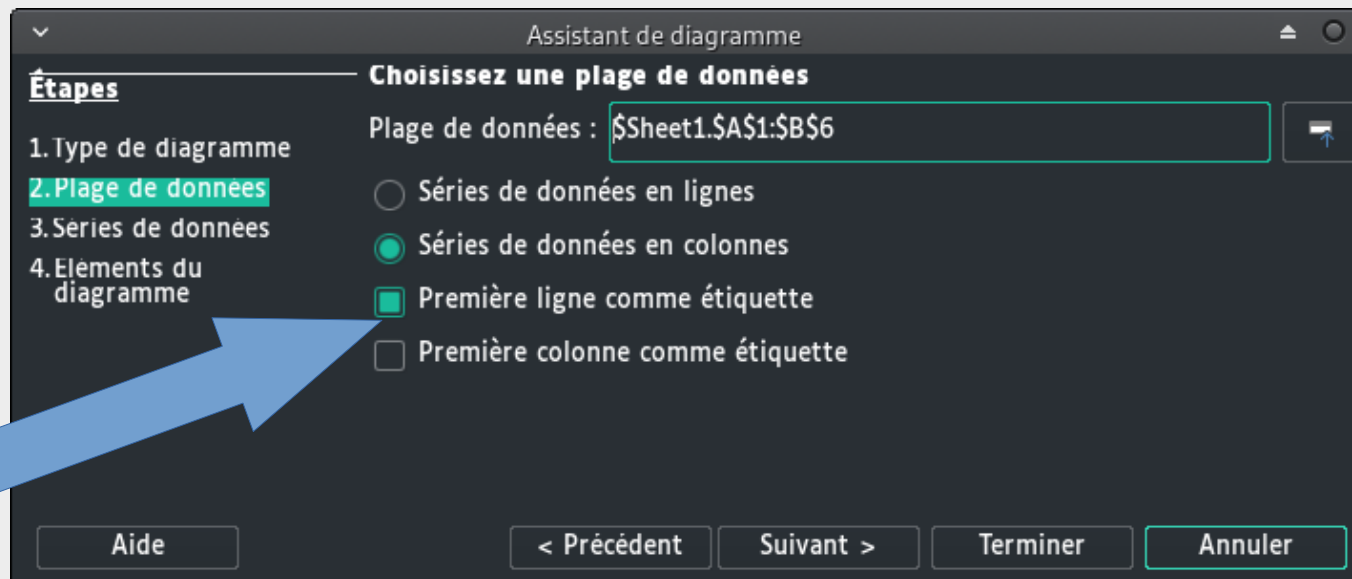 Assistant de diagramme
Étapes
1. Type de diagramme
2. Plage de données
3. Séries de données
4. Eléments du
diagramme
Choisissez une plage de données
Plage de données : $Sheet1.$A$1:$B$6
Séries de données en lignes
Séries de données en colonnes
Première ligne comme étiquette
Première colonne comme étiquette
Aide
< Précédent
Suivant >
Terminer
Annuler